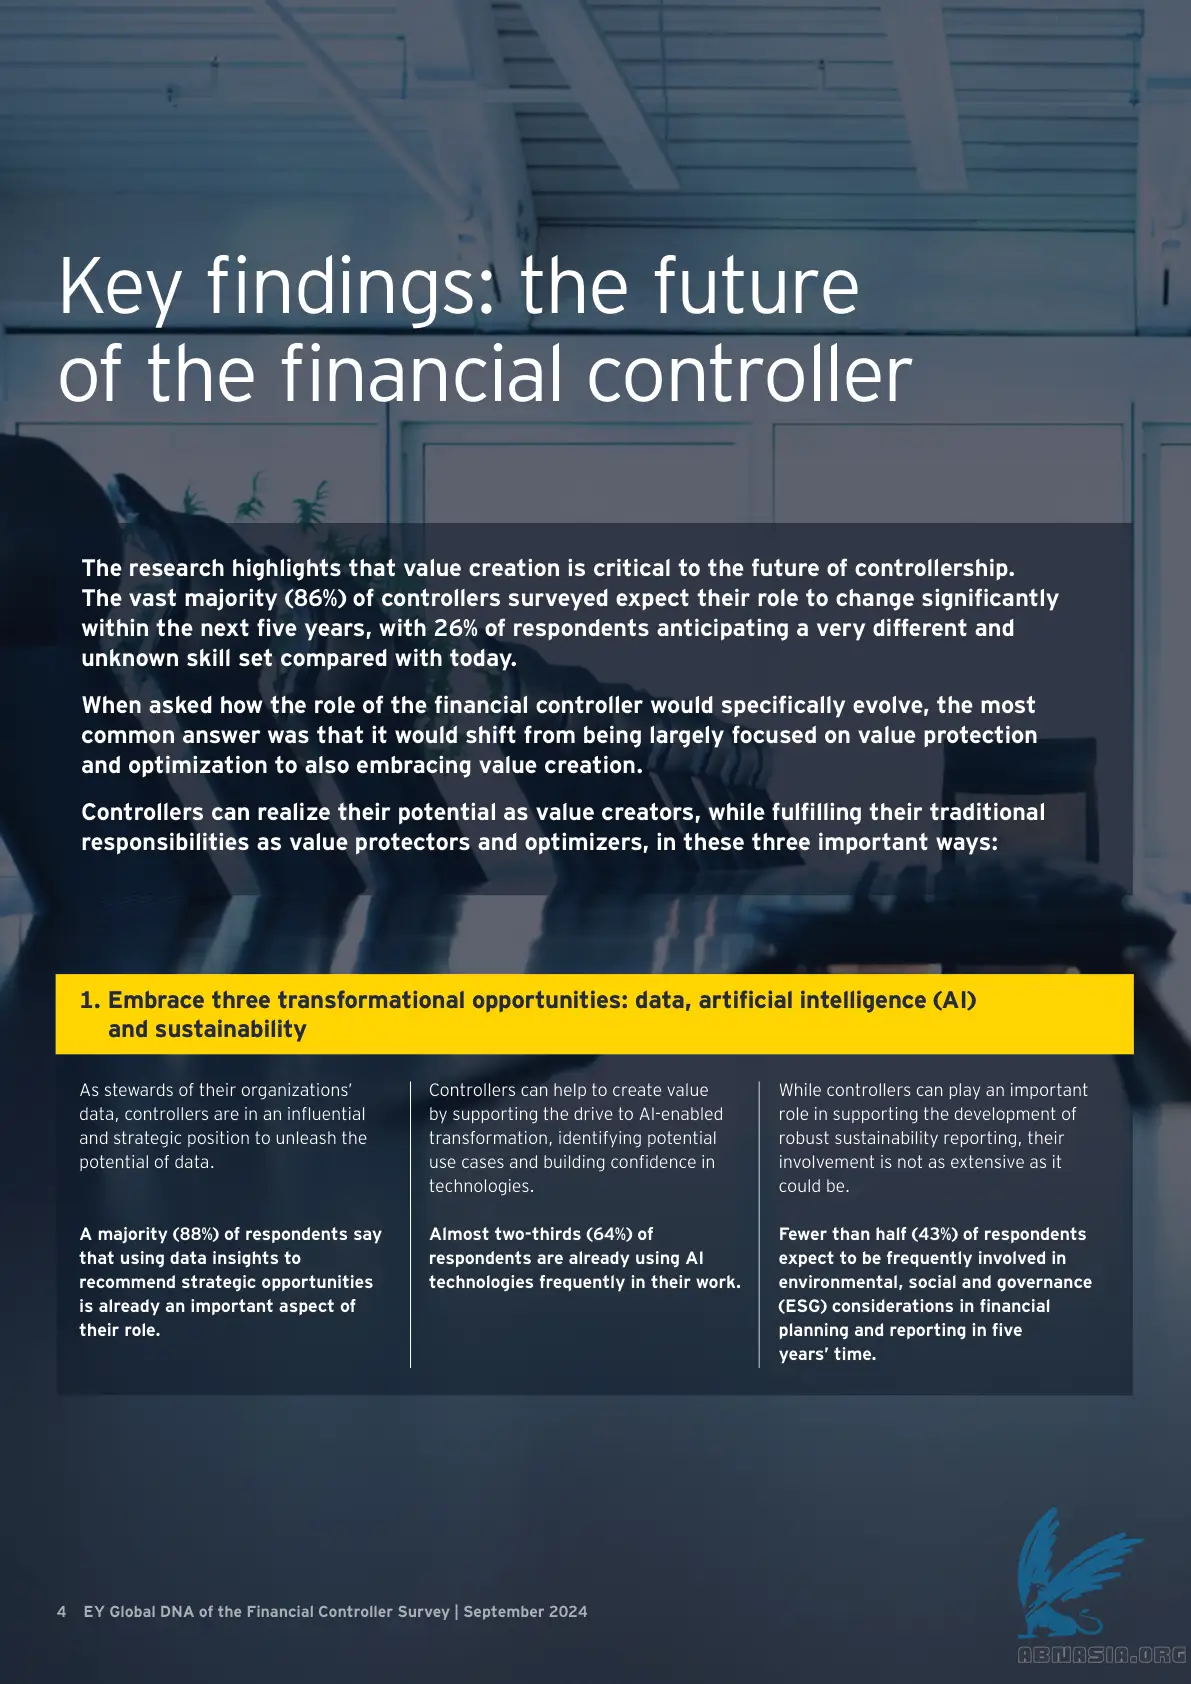 Key findings: the future
of the financial controller
The research highlights that value creation is critical to the future of controllership.
The vast majority (86%) of controllers surveyed expect their role to change significantly
within the next five years, with 26% of respondents anticipating a very different and
unknown skill set compared with today.
When asked how the role of the financial controller would specifically evolve, the most
common answer was that it would shift from being largely focused on value protection
and optimization to also embracing value creation.
Controllers can realize their potential as value creators, while fulfilling their traditional
responsibilities as value protectors and optimizers, in these three important ways:
1. Embrace three transformational opportunities: data, artificial intelligence (AI)
and sustainability
As stewards of their organizations’
data, controllers are in an influential
and strategic position to unleash the
potential of data.
A majority (88%) of respondents say
that using data insights to
recommend strategic opportunities
is already an important aspect of
their role.
Controllers can help to create value
by supporting the drive to AI-enabled
transformation, identifying potential
use cases and building confidence in
technologies.
Almost two-thirds (64%) of
respondents are already using AI
technologies frequently in their work.
While controllers can play an important
role in supporting the development of
robust sustainability reporting, their
involvement is not as extensive as it
could be.
Fewer than half (43%) of respondents
expect to be frequently involved in
environmental, social and governance
(ESG) considerations in financial
planning and reporting in five
years’ time.
4 EY Global DNA of the Financial Controller Survey | September 2024
ABNASIA.ORG